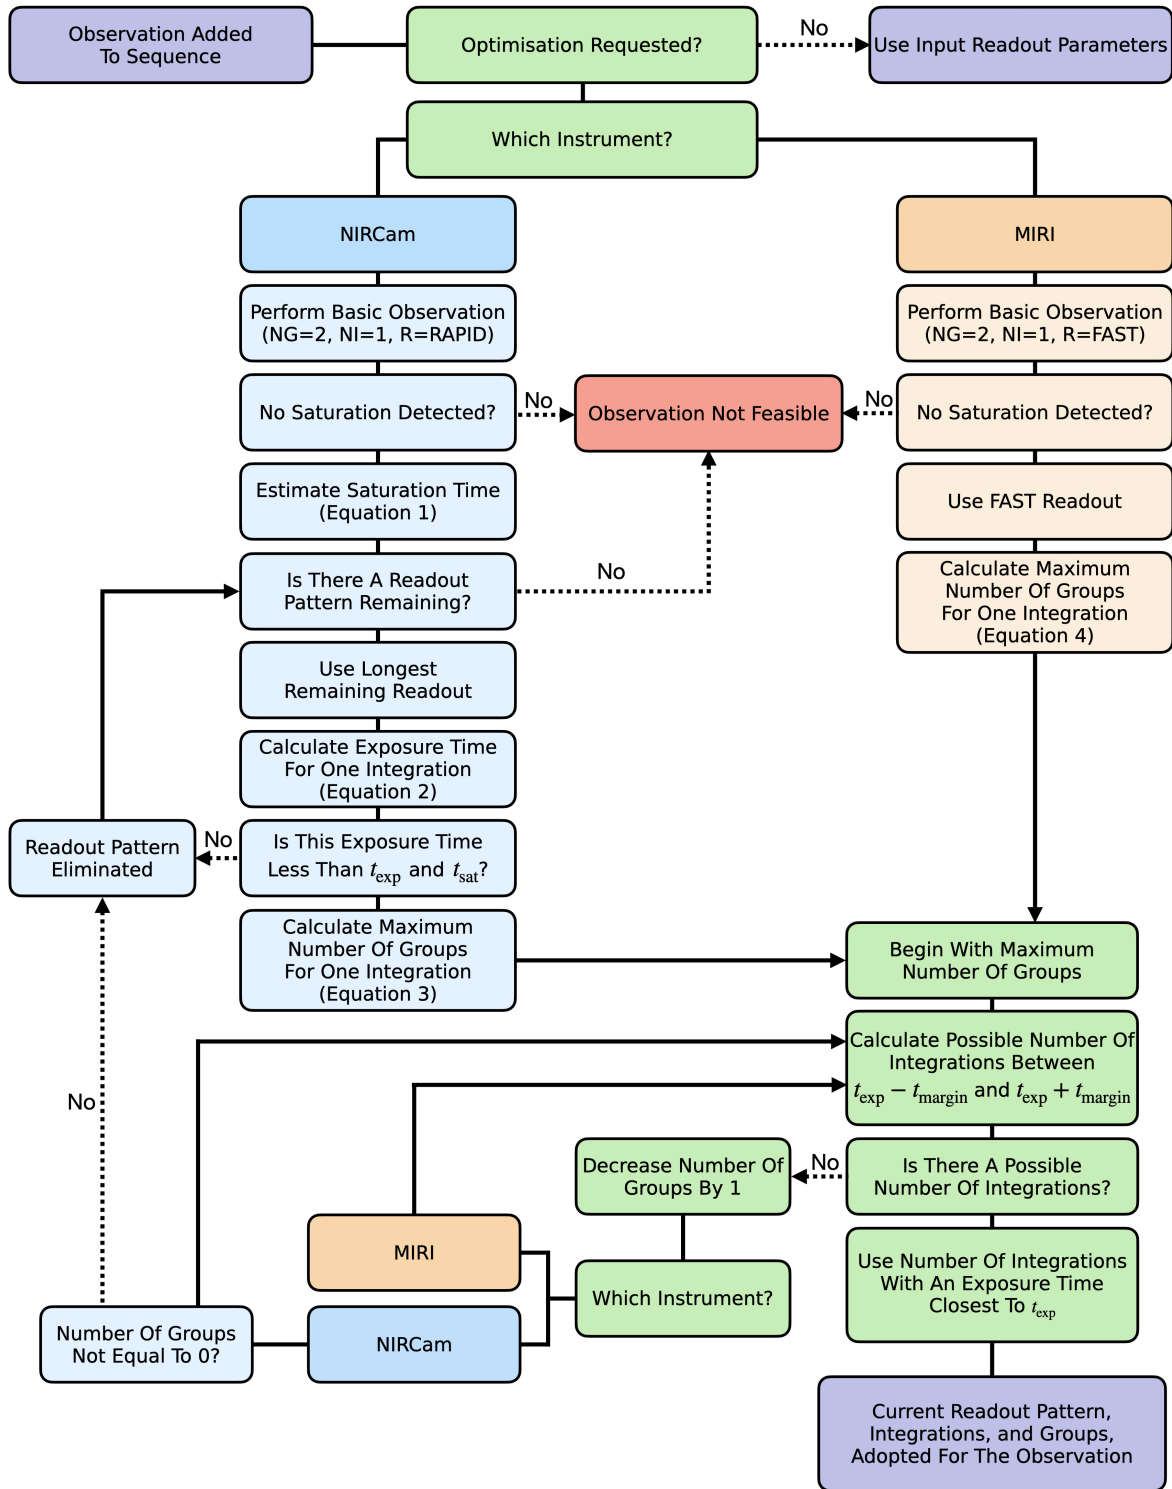 Observation Added
To Sequence
Optimisation Requested?
No
Use Input Readout Parameters
Which Instrument?
NIRCam
MIRI
Perform Basic Observation
(NG=2, NI=1, R=RAPID)
Perform Basic Observation
(NG=2, NI=1, R=FAST)
No Saturation Detected?
No
Observation Not Feasible
No
No Saturation Detected?
Estimate Saturation Time
(Equation 1)
Use FAST Readout
Is There A Readout
Pattern Remaining?
No
Calculate Maximum
Number Of Groups
For One Integration
(Equation 4)
Use Longest
Remaining Readout
Calculate Exposure Time
For One Integration
(Equation 2)
Readout Pattern
Eliminated
No
Is This Exposure Time
Less Than t_exp and t_sat?
Calculate Maximum
Number Of Groups
For One Integration
(Equation 3)
Begin With Maximum
Number Of Groups
Calculate Possible Number Of
Integrations Between
t_exp − t_margin and t_exp + t_margin
No
Decrease Number Of
Groups By 1
No
Is There A Possible
Number Of Integrations?
MIRI
Which Instrument?
Use Number Of Integrations
With An Exposure Time
Closest To t_exp
Number Of Groups
Not Equal To 0?
NIRCam
Current Readout Pattern,
Integrations, and Groups,
Adopted For The Observation